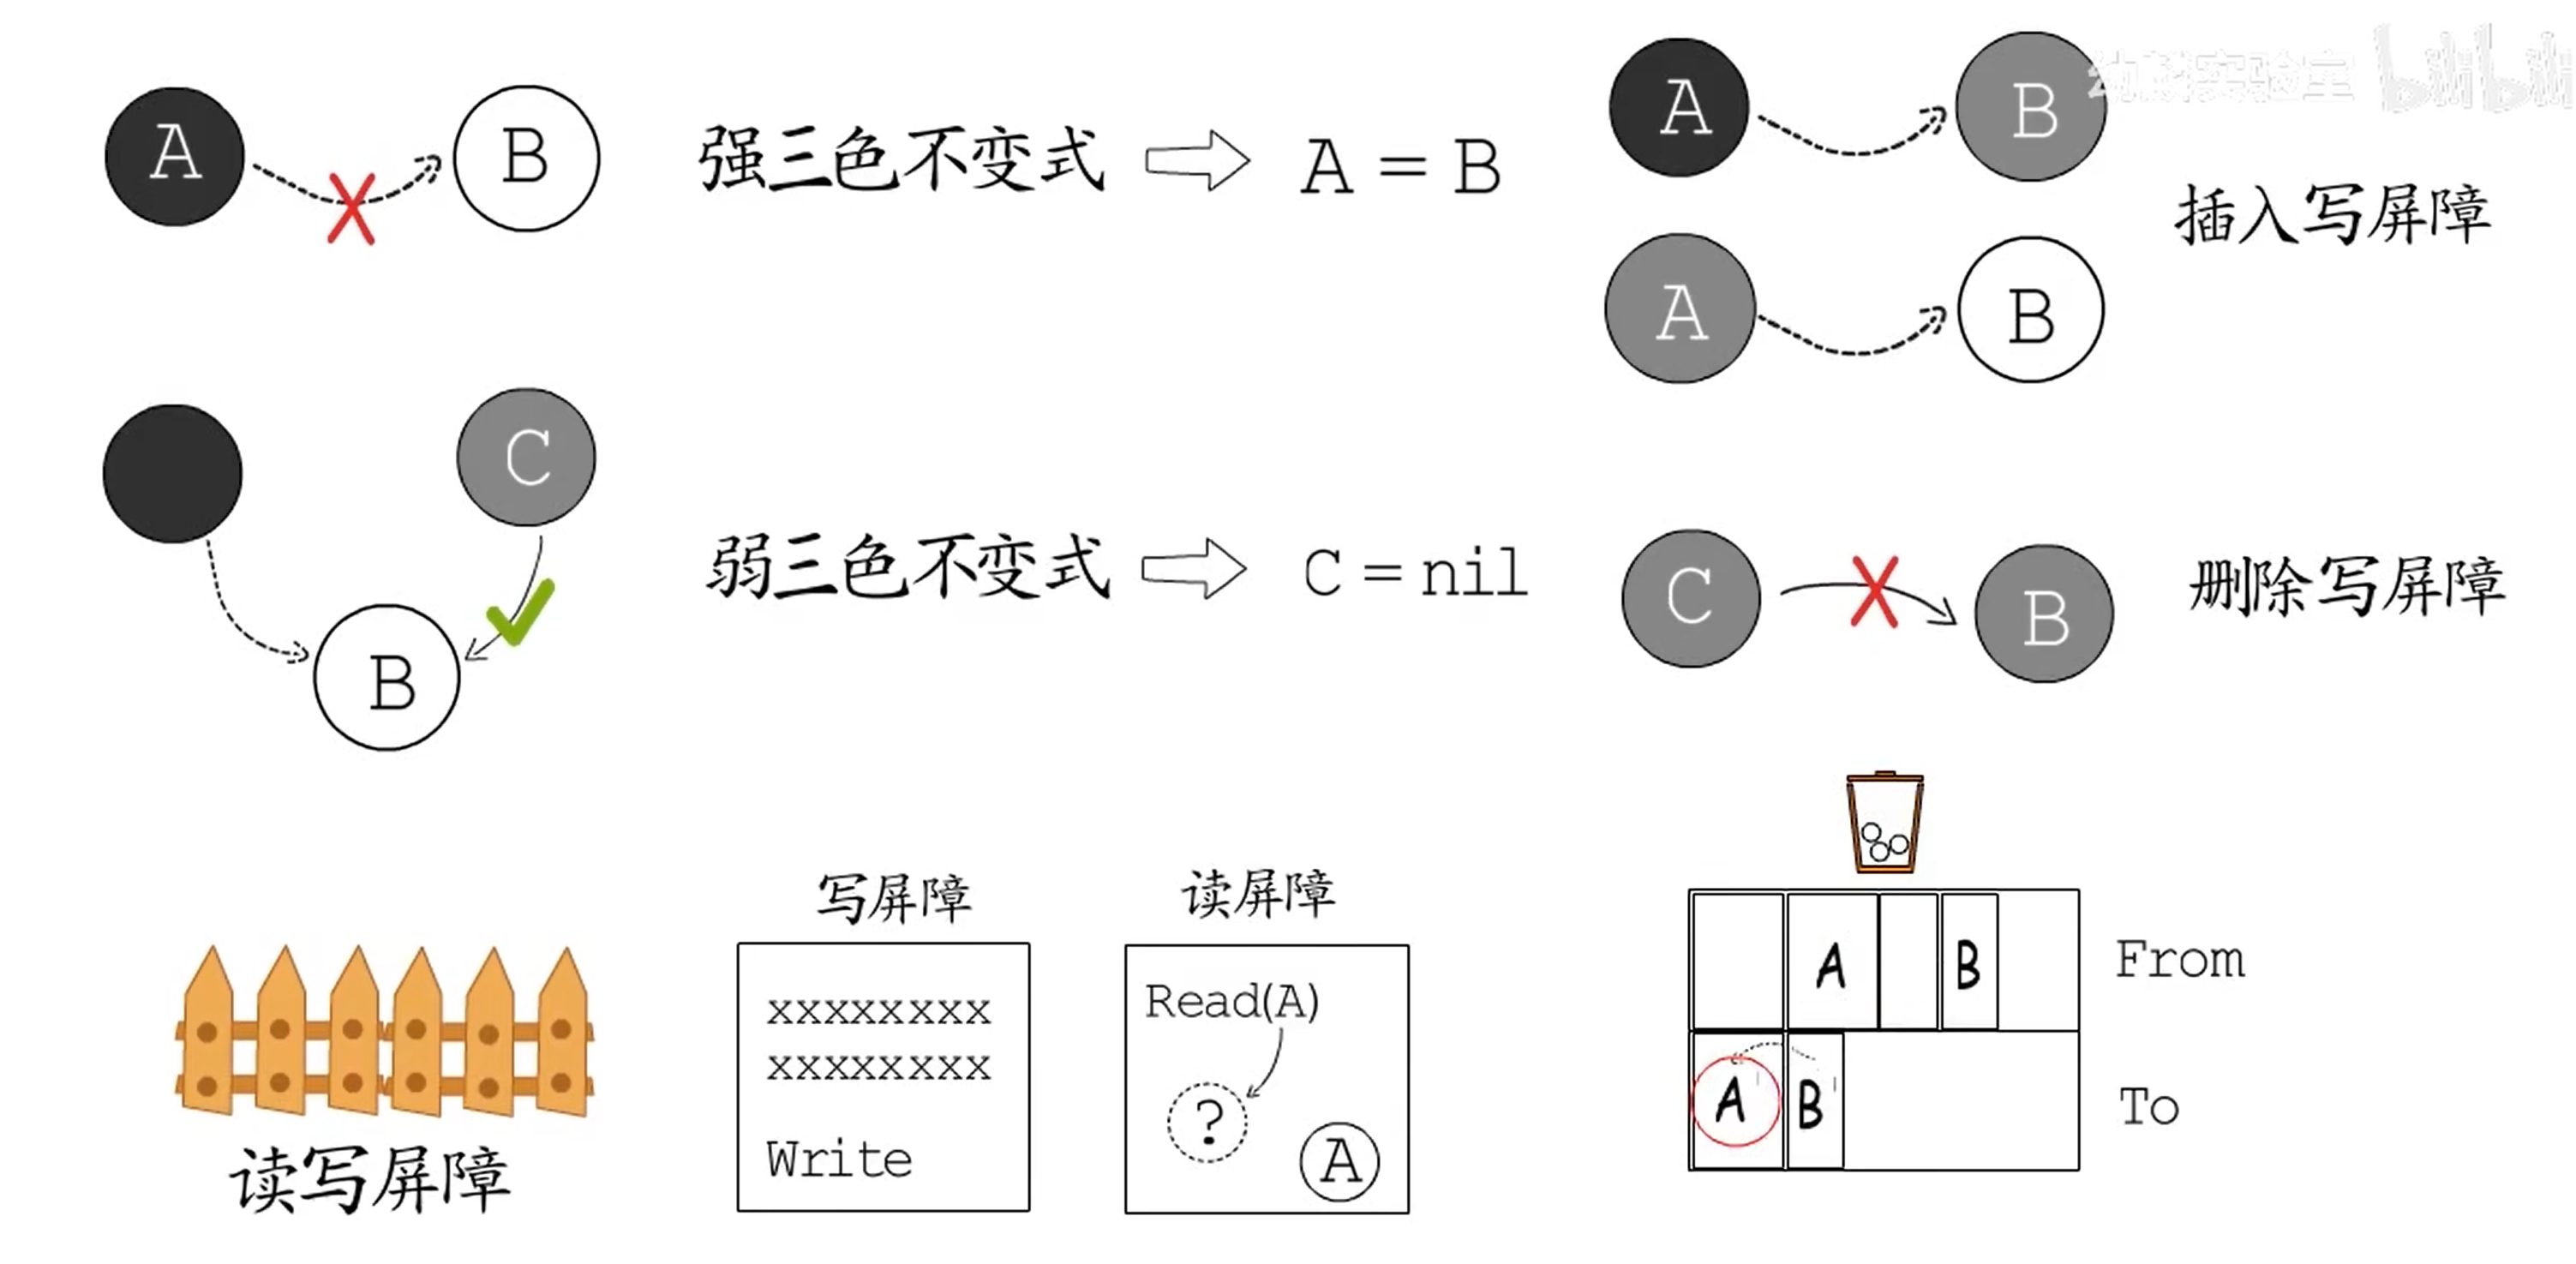 幼麟实验室 bilibili
A
B
强三色不变式
A = B
A
B
插入写屏障
A
B
C
B
弱三色不变式
C = nil
C
B
删除写屏障
读写屏障
写屏障
xxxxxxxx
xxxxxxxx
Write
读屏障
Read(A)
?
A
A
B
From
A
B
To